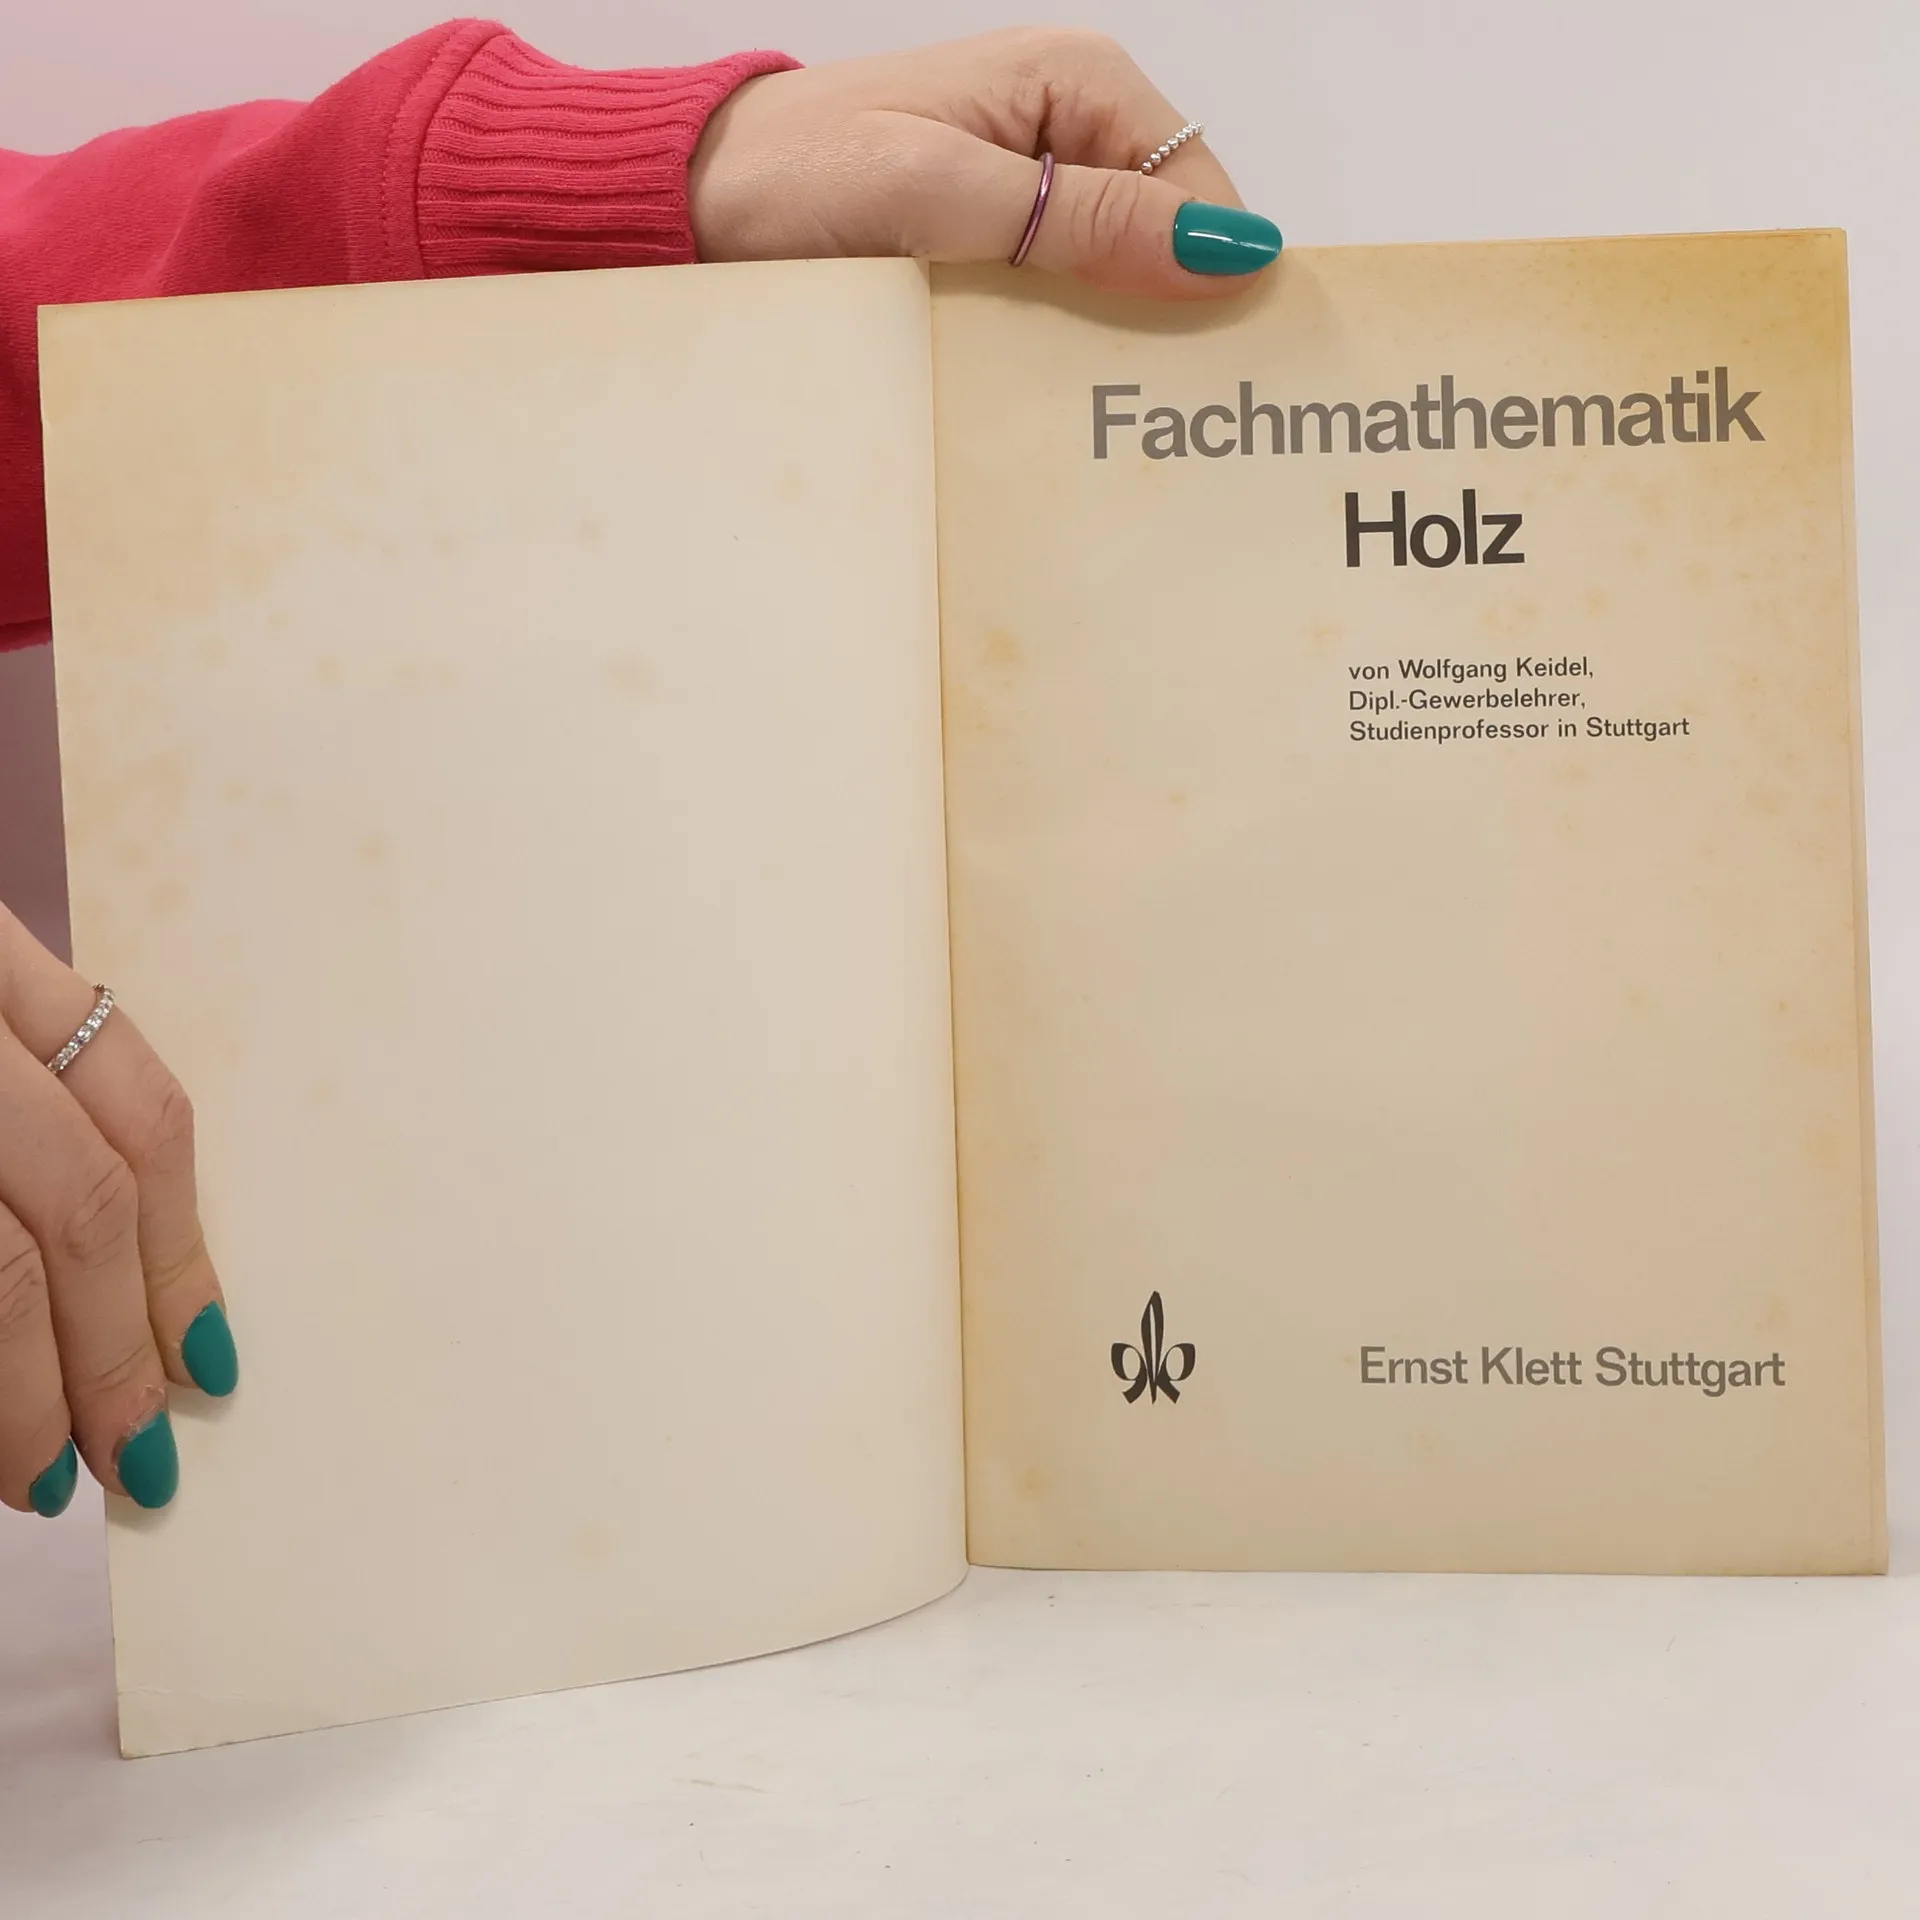 Fachmathematik
Holz
von Wolfgang Keidel,
Dipl.-Gewerbelehrer,
Studienprofessor in Stuttgart
Ernst Klett Stuttgart